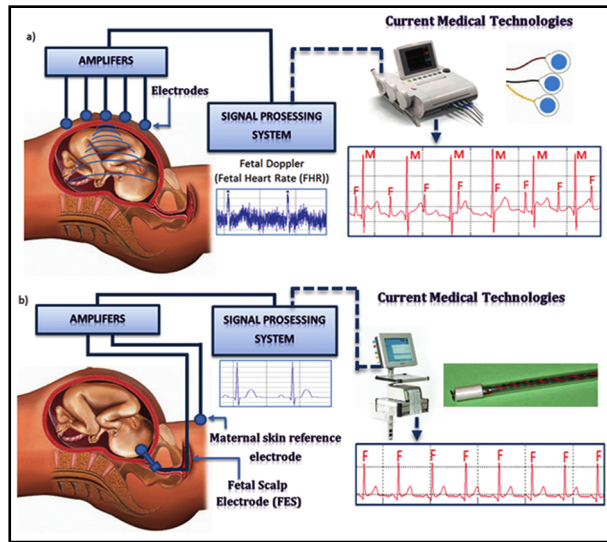 a)
AMPLIFERS
Electrodes
SIGNAL PROSESSING
SYSTEM
Fetal Doppler
(Fetal Heart Rate (FHR))
Current Medical Technologies
M M M M M M
F F F F F F
b)
AMPLIFERS
SIGNAL PROSESSING
SYSTEM
Maternal skin reference
electrode
Fetal Scalp
Electrode (FES)
Current Medical Technologies
F F F F F F F F